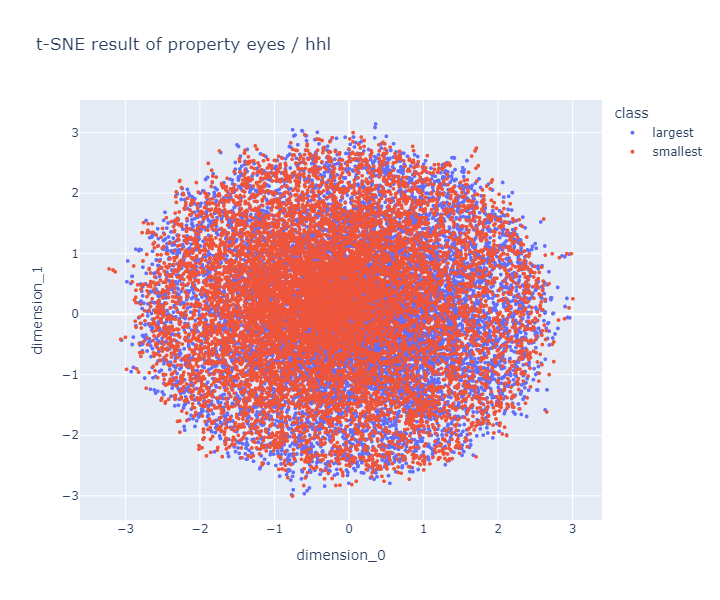 t-SNE result of property eyes / hhl
class
largest
smallest
3
2
1
0
−1
−2
−3
dimension_1
−3
−2
−1
0
1
2
3
dimension_0